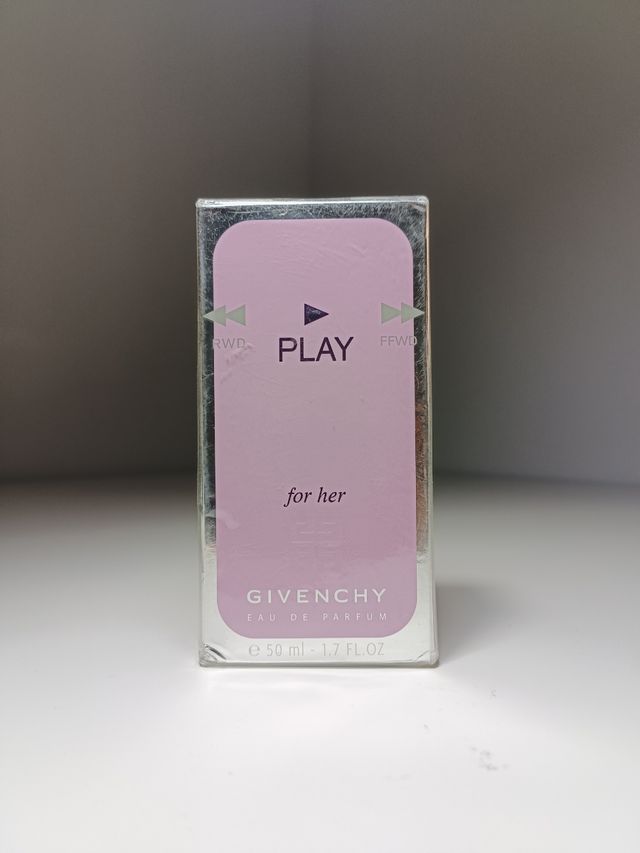 RWD PLAY FFWD
for her
GIVENCHY
EAU DE PARFUM
e 50 ml - 1.7 FL.OZ